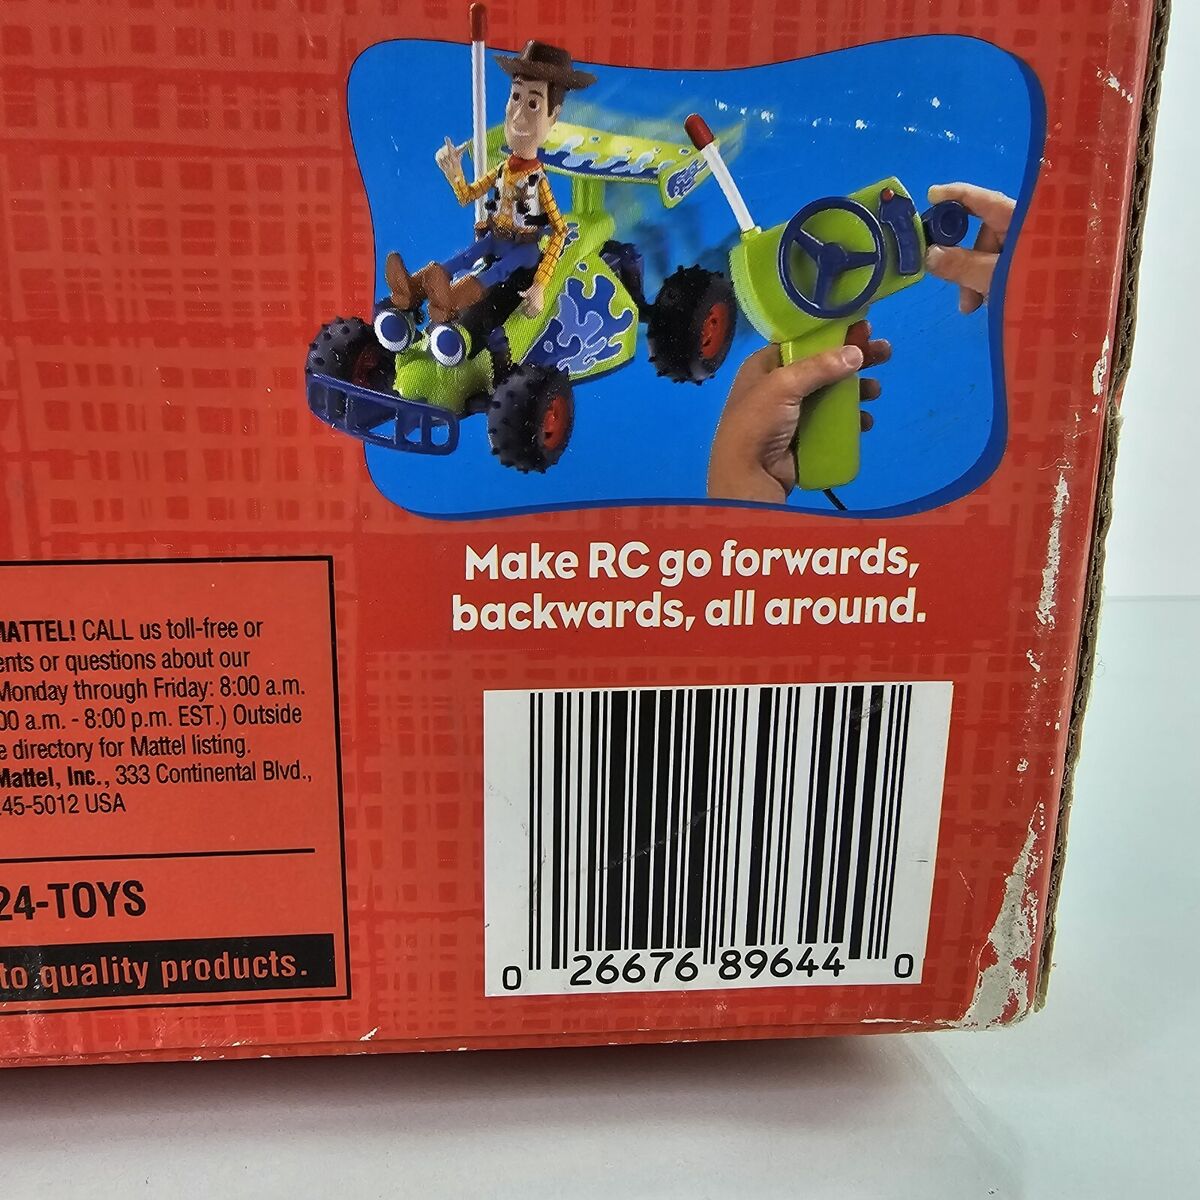 Make RC go forwards,
backwards, all around.
MATTEL! CALL us toll-free or
ents or questions about our
Monday through Friday: 8:00 a.m.
00 a.m. - 8:00 p.m. EST.) Outside
e directory for Mattel listing.
Mattel, Inc., 333 Continental Blvd.,
45-5012 USA
24-TOYS
to quality products.
0 26676 89644 0